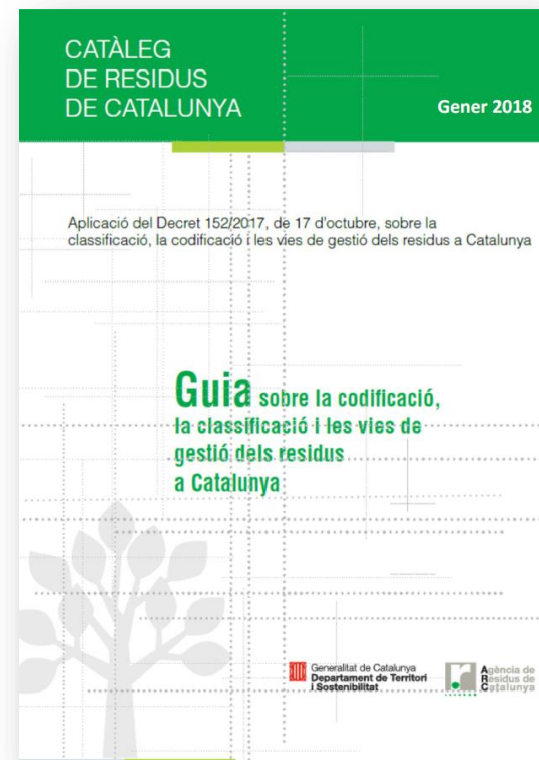 CATÀLEG
DE RESIDUS
DE CATALUNYA
Gener 2018
Aplicació del Decret 152/2017, de 17 d'octubre, sobre la
classificació, la codificació i les vies de gestió dels residus a Catalunya
Guia sobre la codificació,
la classificació i les vies de
gestió dels residus
a Catalunya
Generalitat de Catalunya
Departament de Territori
i Sostenibilitat
Agència de
Residus de
Catalunya